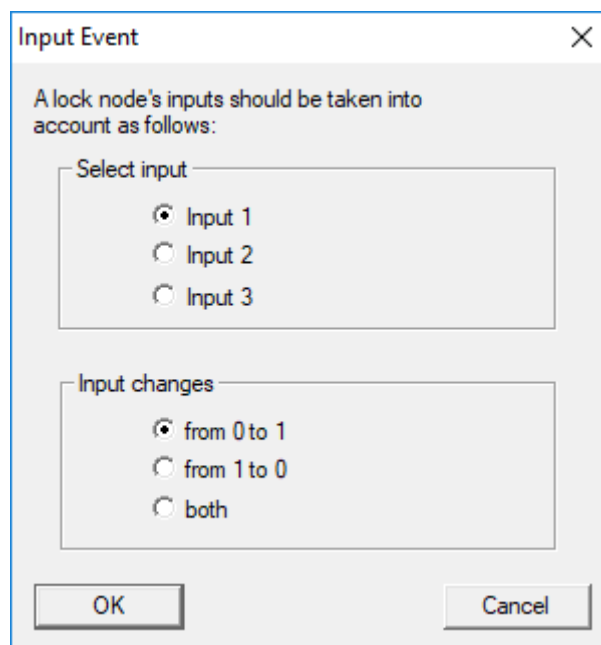 Input Event
A lock node's inputs should be taken into
account as follows:
Select input
Input 1
Input 2
Input 3
Input changes
from 0 to 1
from 1 to 0
both
OK
Cancel